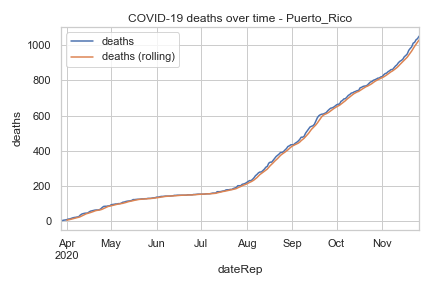 COVID-19 deaths over time - Puerto_Rico
deaths
deaths (rolling)
1000
800
600
400
200
0
deaths
Apr May Jun Jul Aug Sep Oct Nov
2020
dateRep